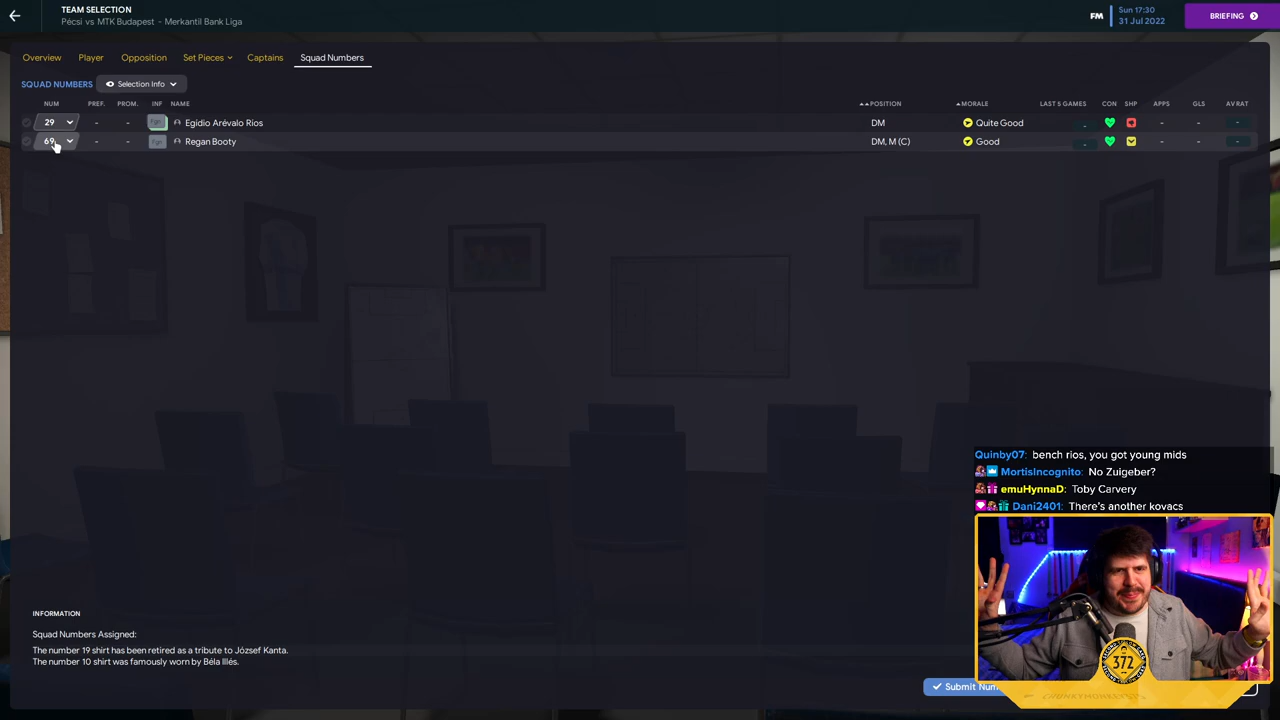 TEAM SELECTION
Pécsi vs MTK Budapest - Merkantil Bank Liga
FM
Sun 17:30
31 Jul 2022
BRIEFING
Overview
Player
Opposition
Set Pieces
Captains
Squad Numbers
SQUAD NUMBERS
Selection Info
NUM PREF. PROM. INF NAME POSITION MORALE LAST 5 GAMES CON SHP APPS GLS AV RAT
29 - - Fgn Egidio Arévalo Rios DM Quite Good - - - -
69 - - Fgn Regan Booty DM, M (C) Good - - - -
Quinby07: bench rios, you got young mids
MortisIncognito: No Zuigeber?
emuHynnaD: Toby Carvery
Dani2401: There's another kovacs
INFORMATION
Squad Numbers Assigned:
The number 19 shirt has been retired as a tribute to József Kanta.
The number 10 shirt was famously worn by Béla Illés.
372
Submit Num